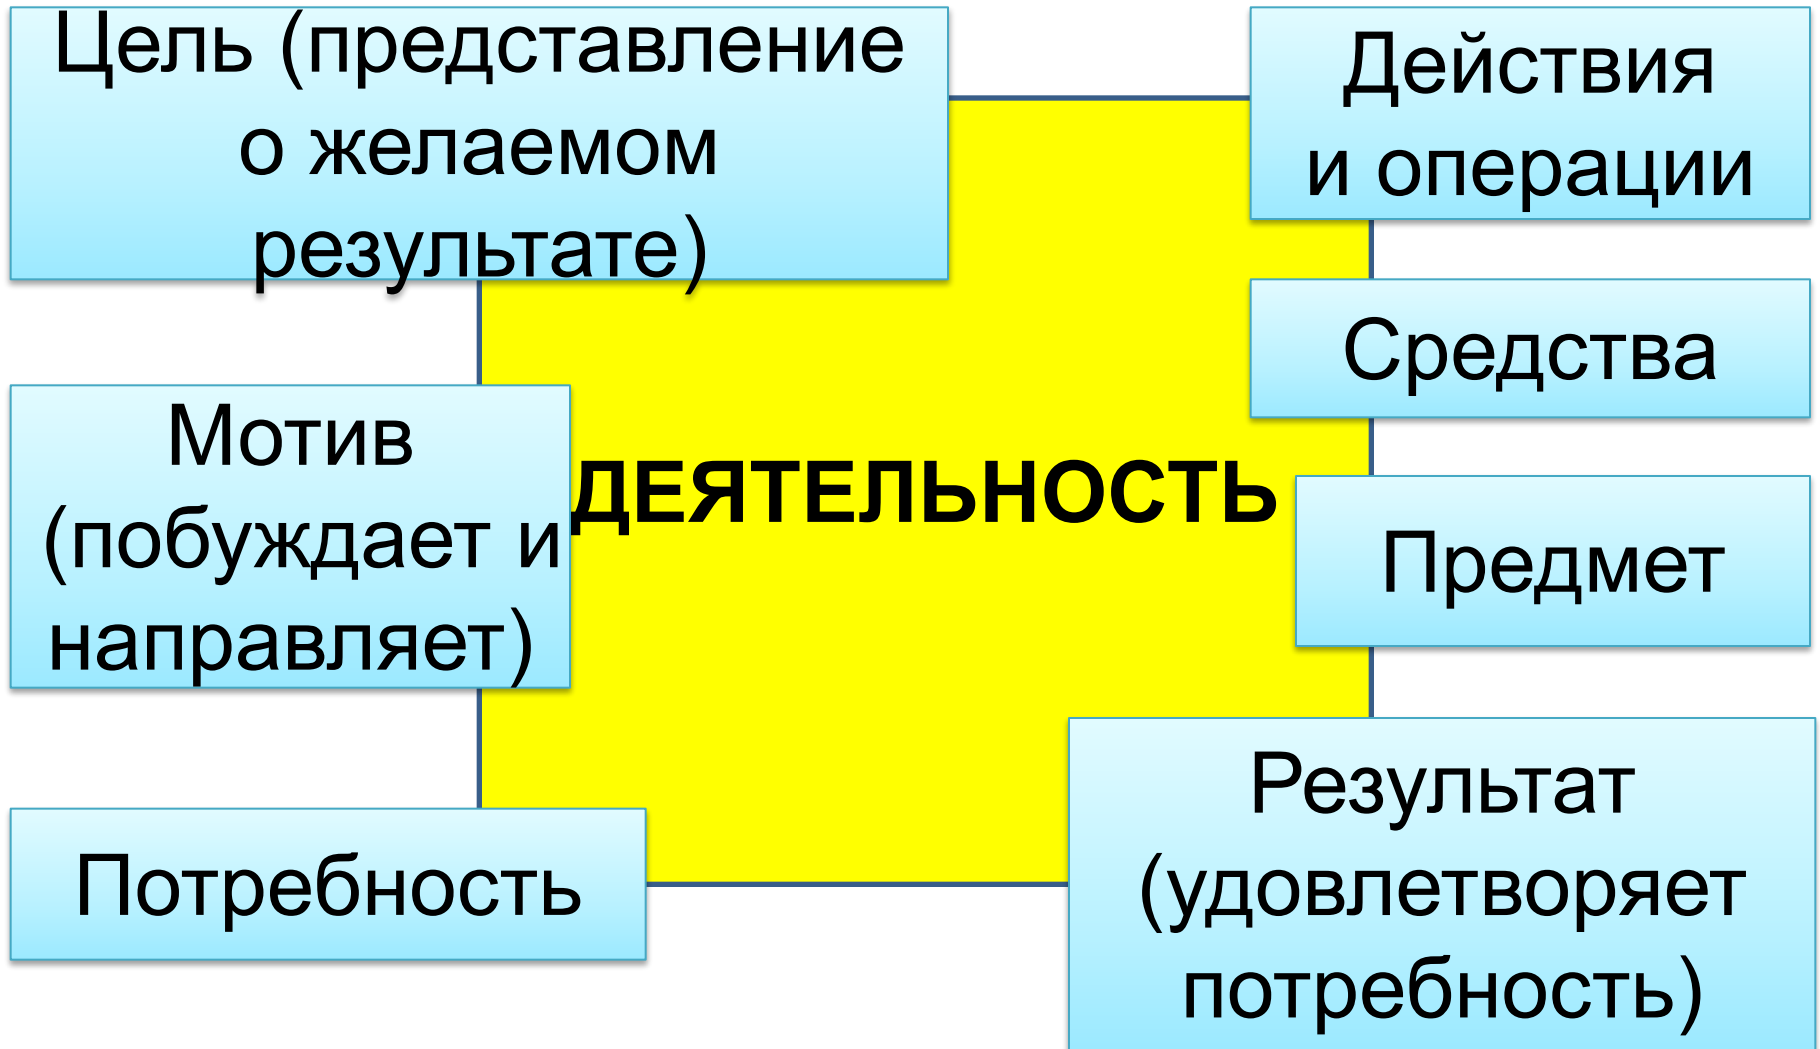 Цель (представление
о желаемом
результате)
Мотив
(побуждает и
направляет)
Потребность
ДЕЯТЕЛЬНОСТЬ
Действия
и операции
Средства
Предмет
Результат
(удовлетворяет
потребность)